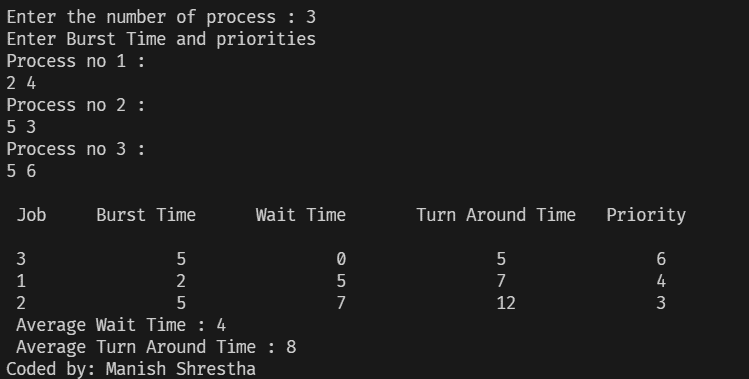 Enter the number of process : 3
Enter Burst Time and priorities
Process no 1 :
2 4
Process no 2 :
5 3
Process no 3 :
5 6
Job Burst Time Wait Time Turn Around Time Priority
3 5 0 5 6
1 2 5 7 4
2 5 7 12 3
Average Wait Time : 4
Average Turn Around Time : 8
Coded by: Manish Shrestha